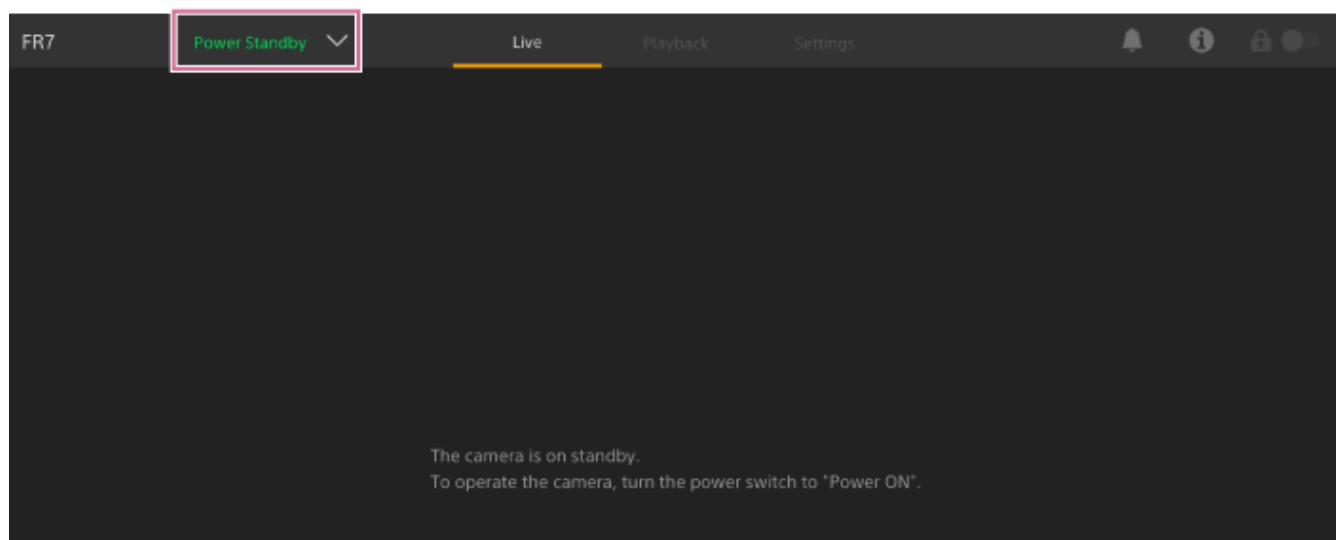 FR7 Power Standby Live Playback Settings
The camera is on standby.
To operate the camera, turn the power switch to "Power ON".